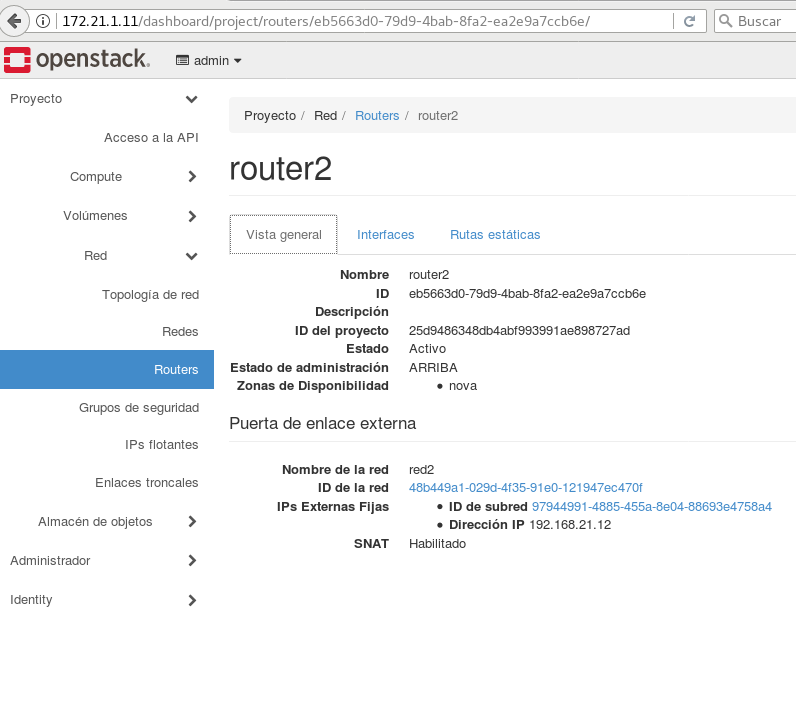 172.21.1.11/dashboard/project/routers/eb5663d0-79d9-4bab-8fa2-ea2e9a7ccb6e/
Buscar
openstack.
admin
Proyecto
Acceso a la API
Compute
Volúmenes
Red
Topología de red
Redes
Routers
Grupos de seguridad
IPs flotantes
Enlaces troncales
Almacén de objetos
Administrador
Identity
Proyecto / Red / Routers / router2
router2
Vista general Interfaces Rutas estáticas
Nombre router2
ID eb5663d0-79d9-4bab-8fa2-ea2e9a7ccb6e
Descripción
ID del proyecto 25d9486348db4abf993991ae898727ad
Estado Activo
Estado de administración ARRIBA
Zonas de Disponibilidad • nova
Puerta de enlace externa
Nombre de la red red2
ID de la red 48b449a1-029d-4f35-91e0-121947ec470f
IPs Externas Fijas • ID de subred 97944991-4885-455a-8e04-88693e4758a4
• Dirección IP 192.168.21.12
SNAT Habilitado